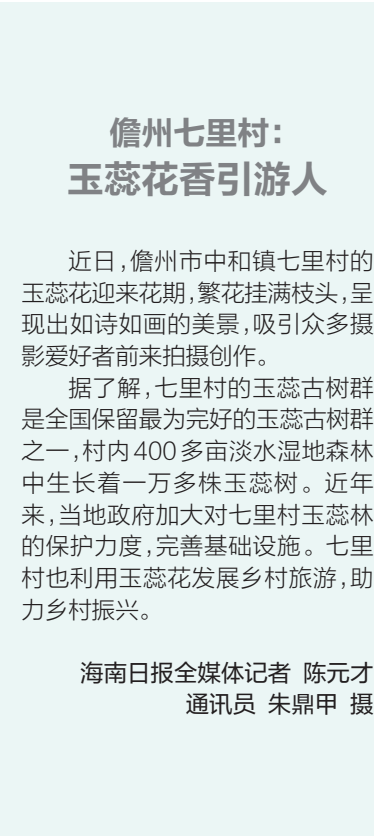 儋州七里村：
玉蕊花香引游人
近日，儋州市中和镇七里村的
玉蕊花迎来花期，繁花挂满枝头，呈
现出如诗如画的美景，吸引众多摄
影爱好者前来拍摄创作。
据了解，七里村的玉蕊古树群
是全国保留最为完好的玉蕊古树群
之一，村内400多亩淡水湿地森林
中生长着一万多株玉蕊树。近年
来，当地政府加大对七里村玉蕊林
的保护力度，完善基础设施。七里
村也利用玉蕊花发展乡村旅游，助
力乡村振兴。
海南日报全媒体记者 陈元才
通讯员 朱鼎甲 摄